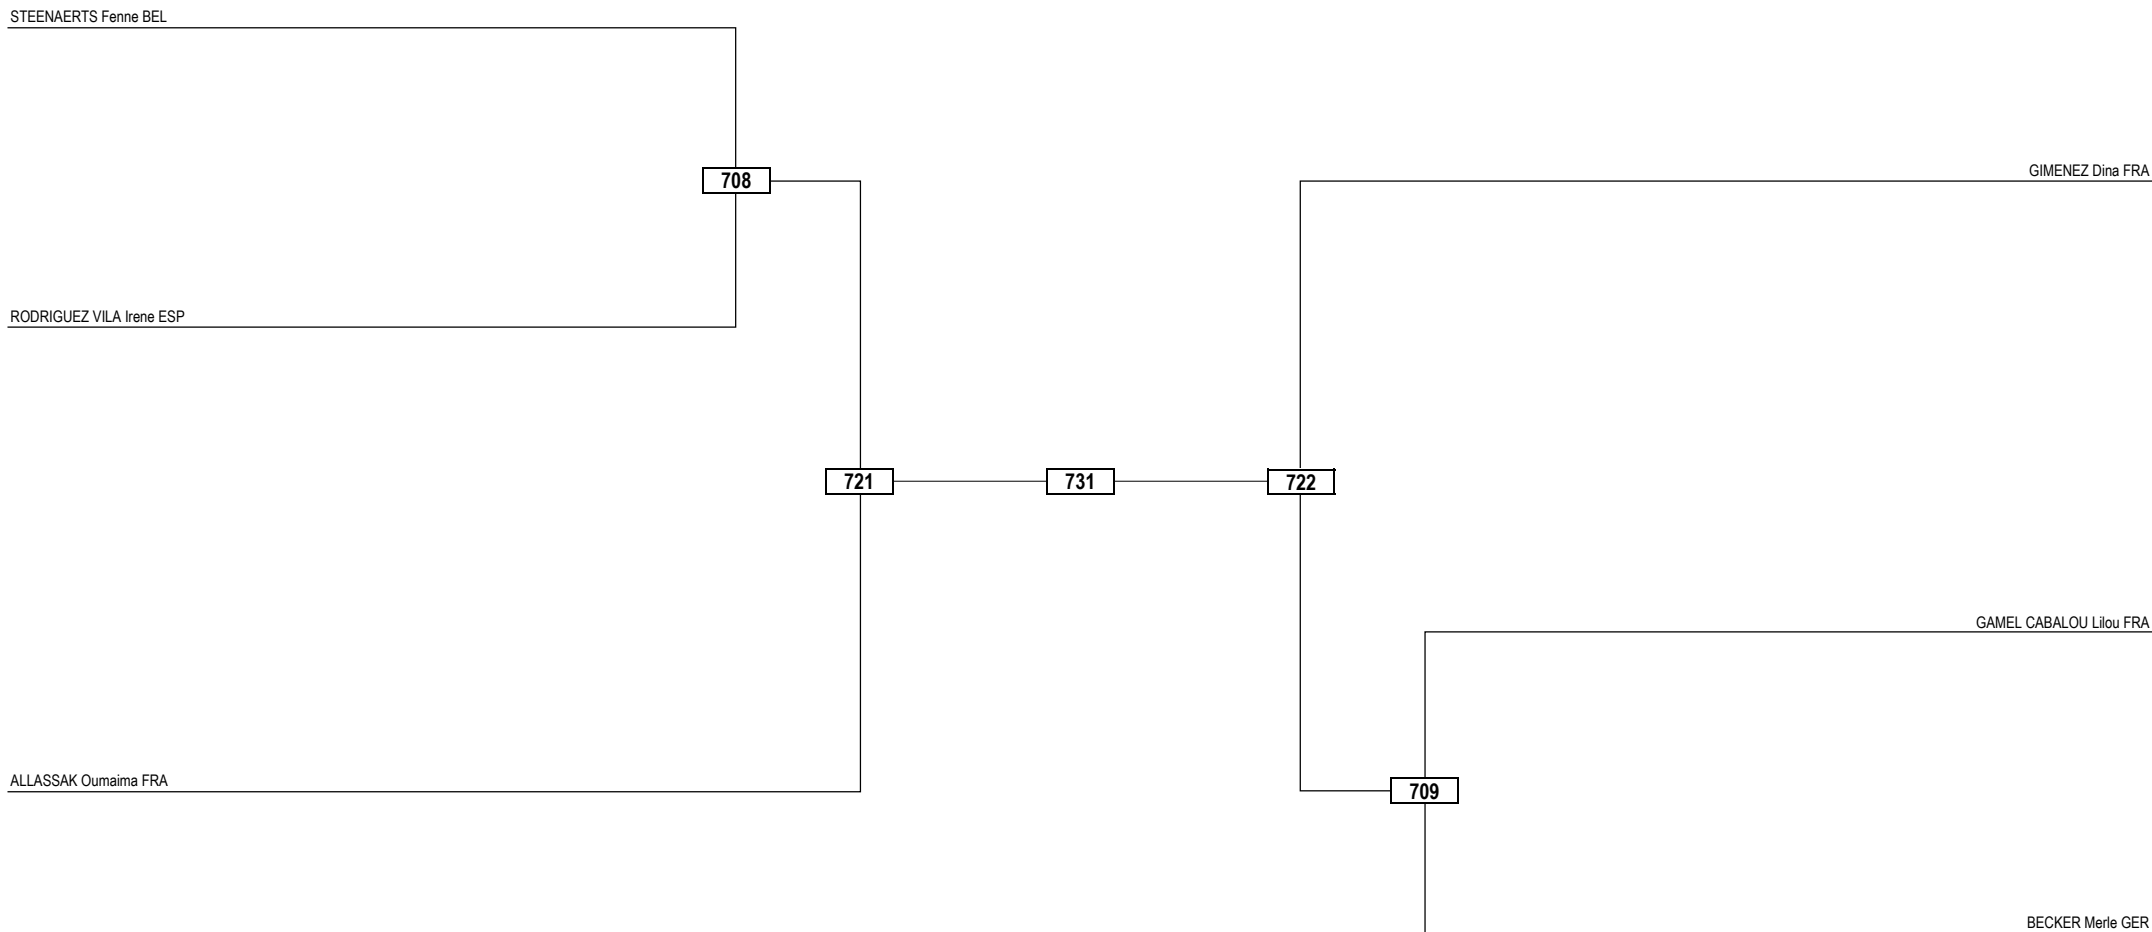 STEENAERTS Fenne BEL
708
GIMENEZ Dina FRA
RODRIGUEZ VILA Irene ESP
721
731
722
GAMEL CABALOU Lilou FRA
ALLASSAK Oumaima FRA
709
BECKER Merle GER